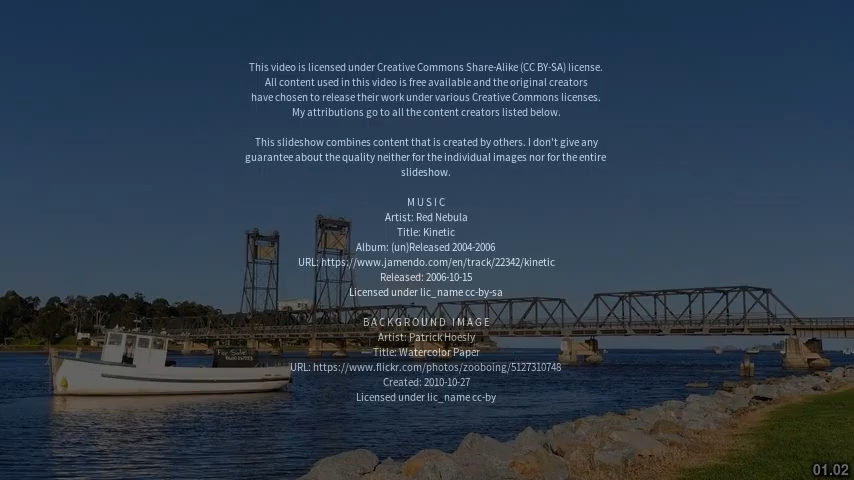 This video is licensed under Creative Commons Share-Alike (CC BY-SA) license.
All content used in this video is free available and the original creators
have chosen to release their work under various Creative Commons licenses.
My attributions go to all the content creators listed below.
This slideshow combines content that is created by others. I don't give any
guarantee about the quality neither for the individual images nor for the entire
slideshow.
MUSIC
Artist: Red Nebula
Title: Kinetic
Album: (un)Released 2004-2006
URL: https://www.jamendo.com/en/track/22342/kinetic
Released: 2006-10-15
Licensed under lic_name cc-by-sa
BACKGROUND IMAGE
Artist: Patrick Hoesly
Title: Watercolor Paper
URL: https://www.flickr.com/photos/zooboing/5127310748
Created: 2010-10-27
Licensed under lic_name cc-by
For Sale
01.02